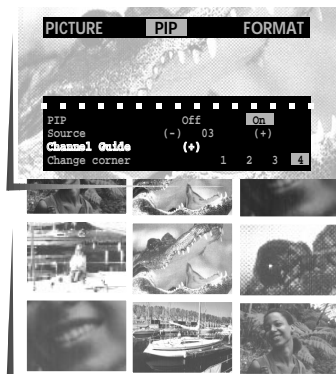 PICTURE PIP FORMAT
PIP Off On
Source (-) 03 (+)
Channel Guide (+)
Change corner 1 2 3 4